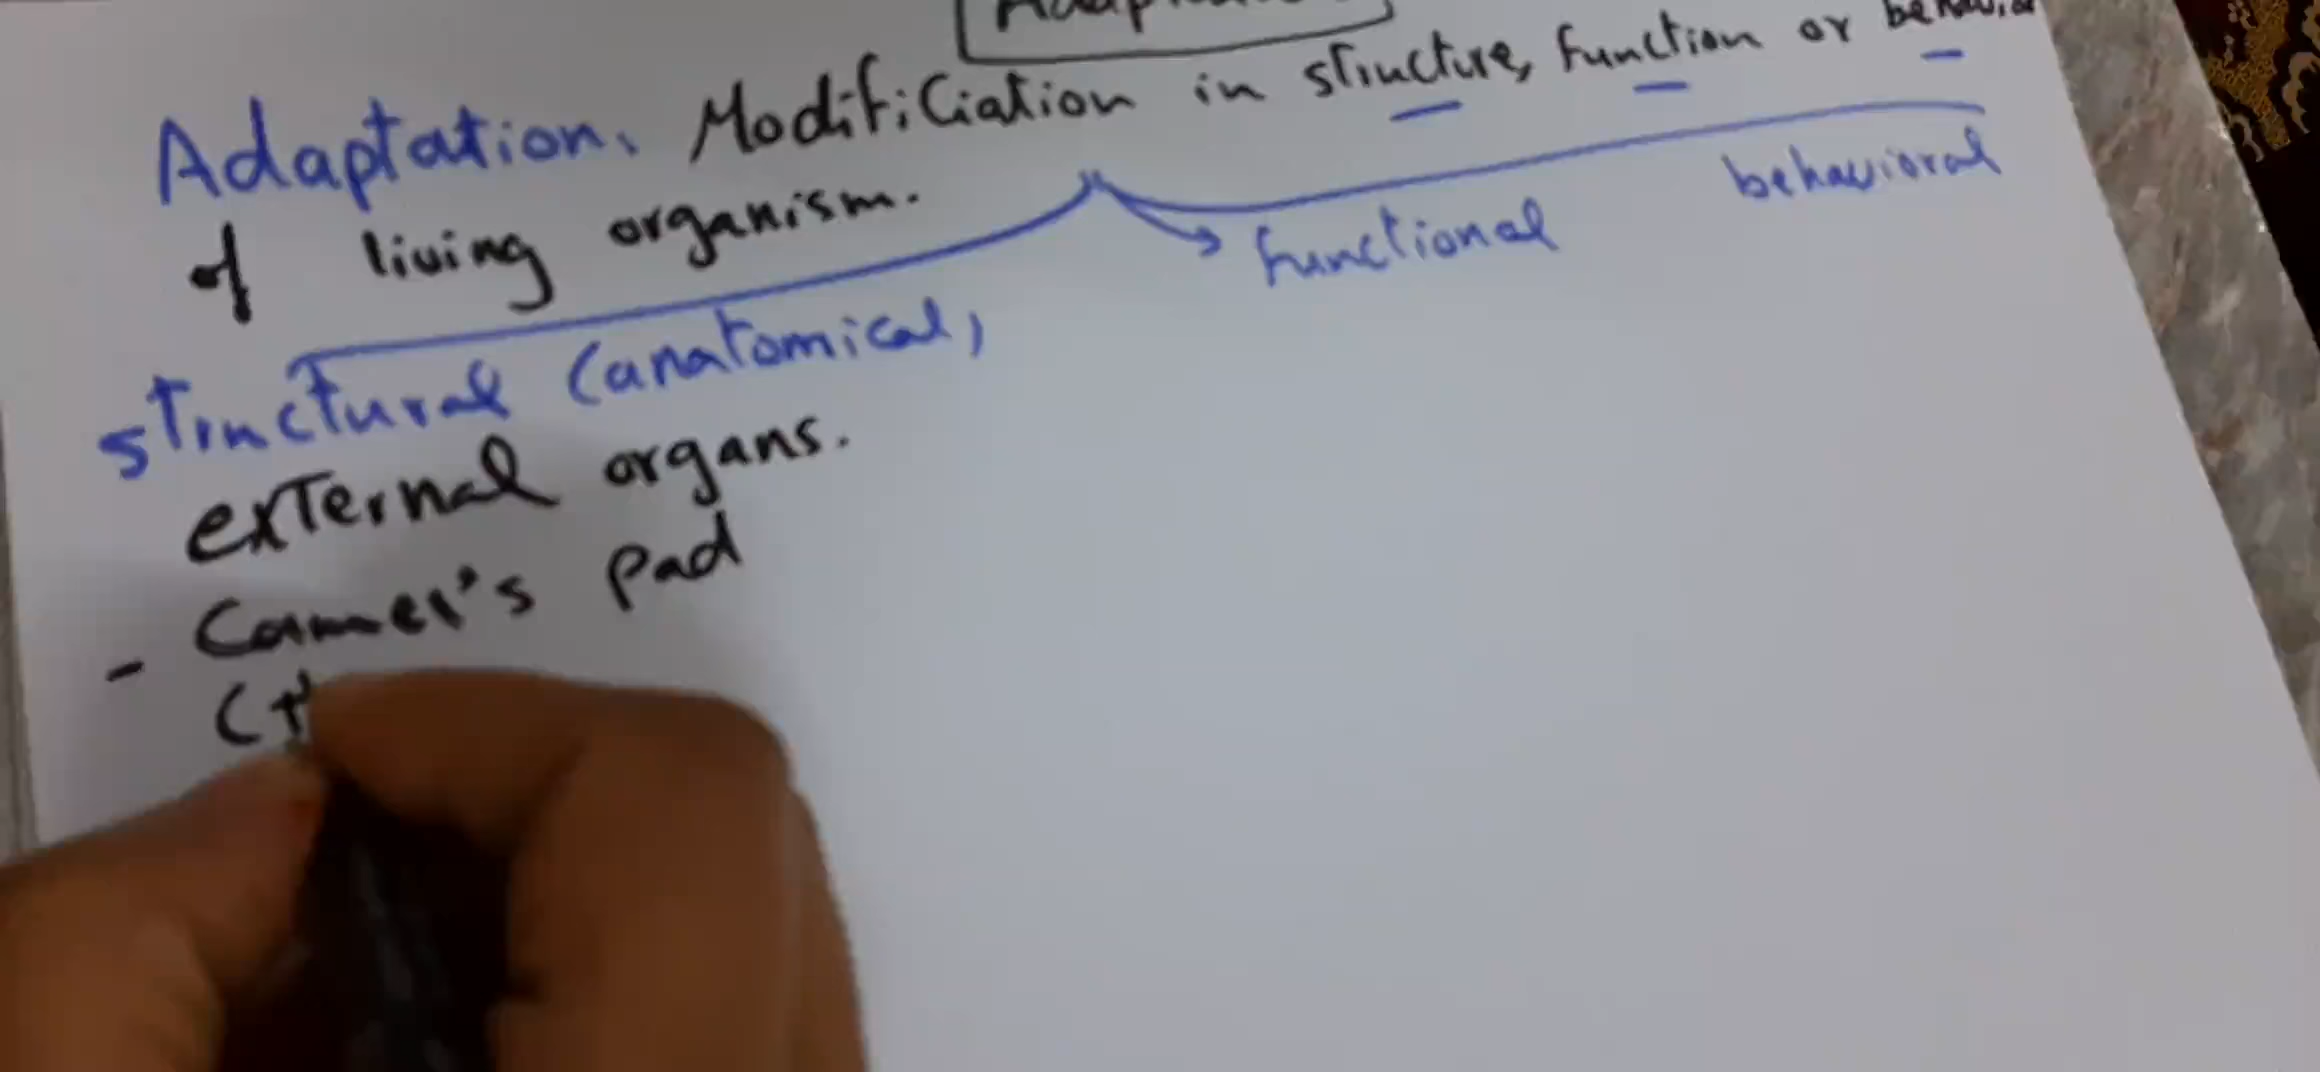 Adaptation: Modificiation in structure, function or
of living organism.
functional behavioral
structural (anatomical)
external organs.
- Camel's pad